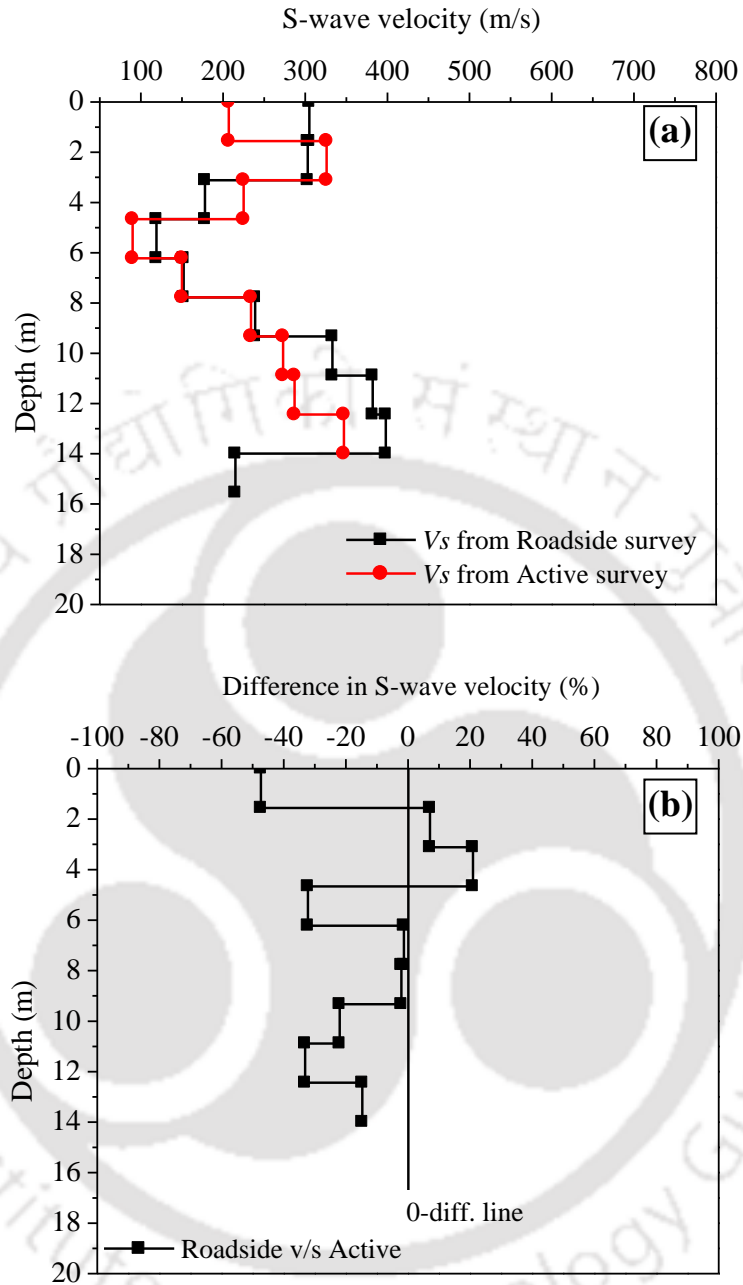 S-wave velocity (m/s)
100 200 300 400 500 600 700 800
(a)
0
2
4
6
8
10
12
14
16
18
20
Depth (m)
Vs from Roadside survey
Vs from Active survey
Difference in S-wave velocity (%)
-100 -80 -60 -40 -20 0 20 40 60 80 100
(b)
0
2
4
6
8
10
12
14
16
18
20
Depth (m)
0-diff. line
Roadside v/s Active